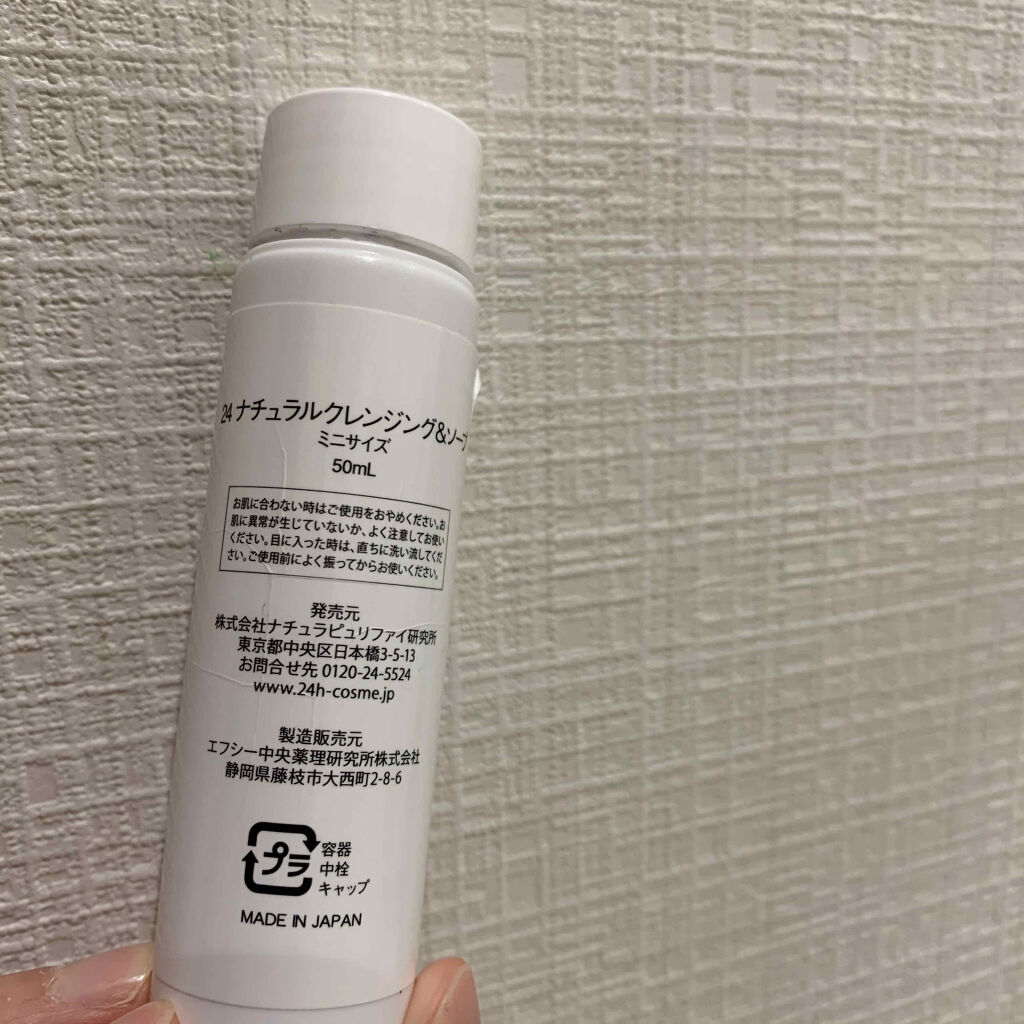 24 ナチュラルクレンジング&ソープ
ミニサイズ
50mL
お肌に合わない時はご使用をおやめください。お
肌に異常が生じていないか、よく注意してお使い
ください。目に入った時は、直ちに洗い流してくだ
さい。ご使用前によく振ってからお使いください。
発売元
株式会社ナチュラピュリファイ研究所
東京都中央区日本橋3-5-13
お問合せ先 0120-24-5524
www.24h-cosme.jp
製造販売元
エフシー中央薬理研究所株式会社
静岡県藤枝市大西町2-8-6
プラ
容器
中栓
キャップ
MADE IN JAPAN